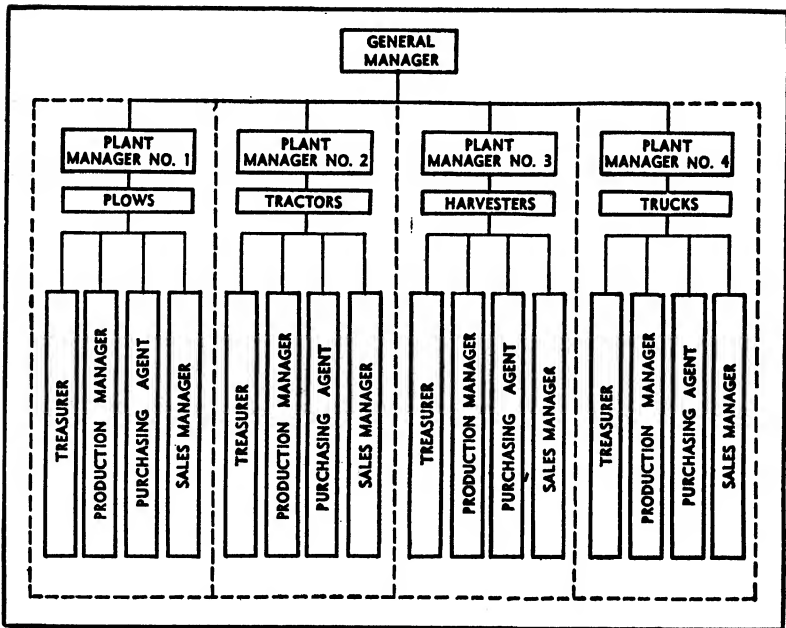 GENERAL
MANAGER
PLANT
MANAGER NO. 1
PLANT
MANAGER NO. 2
PLANT
MANAGER NO. 3
PLANT
MANAGER NO. 4
PLOWS
TRACTORS
HARVESTERS
TRUCKS
TREASURER
PRODUCTION MANAGER
PURCHASING AGENT
SALES MANAGER
TREASURER
PRODUCTION MANAGER
PURCHASING AGENT
SALES MANAGER
TREASURER
PRODUCTION MANAGER
PURCHASING AGENT
SALES MANAGER
TREASURER
PRODUCTION MANAGER
PURCHASING AGENT
SALES MANAGER